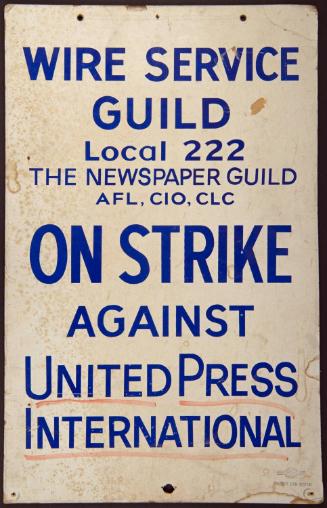 WIRE SERVICE
GUILD
Local 222
THE NEWSPAPER GUILD
AFL, CIO, CLC
ON STRIKE
AGAINST
UNITED PRESS
INTERNATIONAL